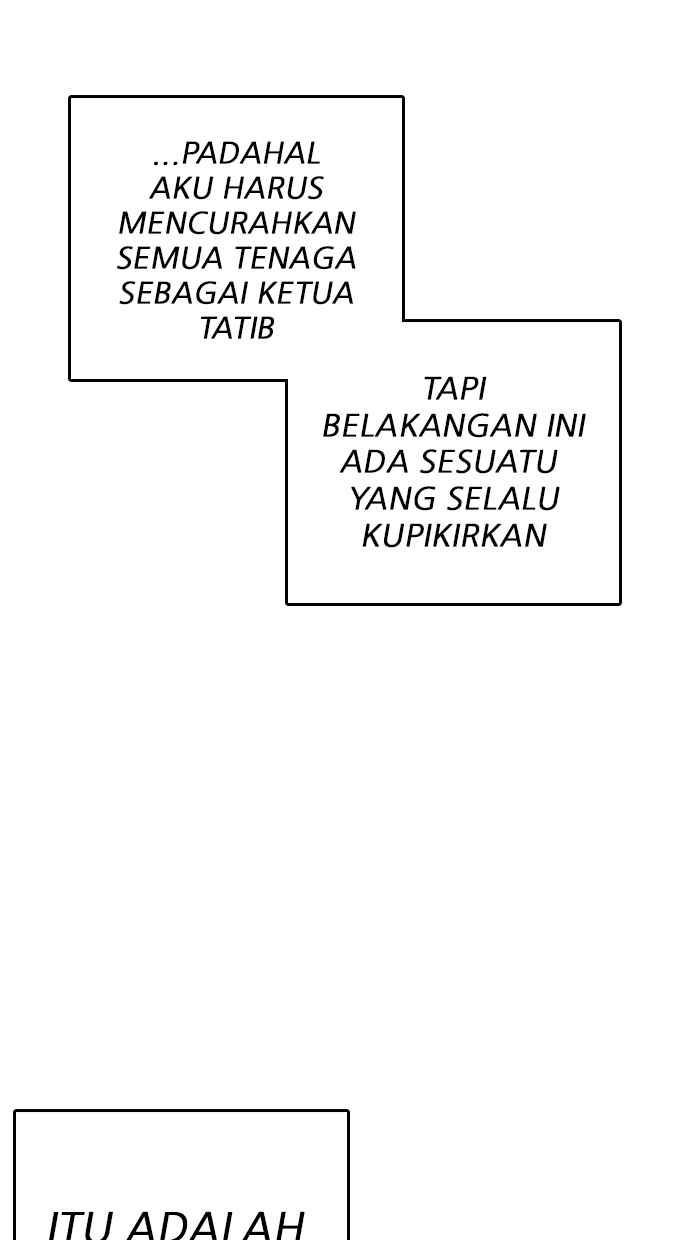 ...PADAHAL
AKU HARUS
MENCURAHKAN
SEMUA TENAGA
SEBAGAI KETUA
TATIB
TAPI
BELAKANGAN INI
ADA SESUATU
YANG SELALU
KUPIKIRKAN
ITU ADALAH